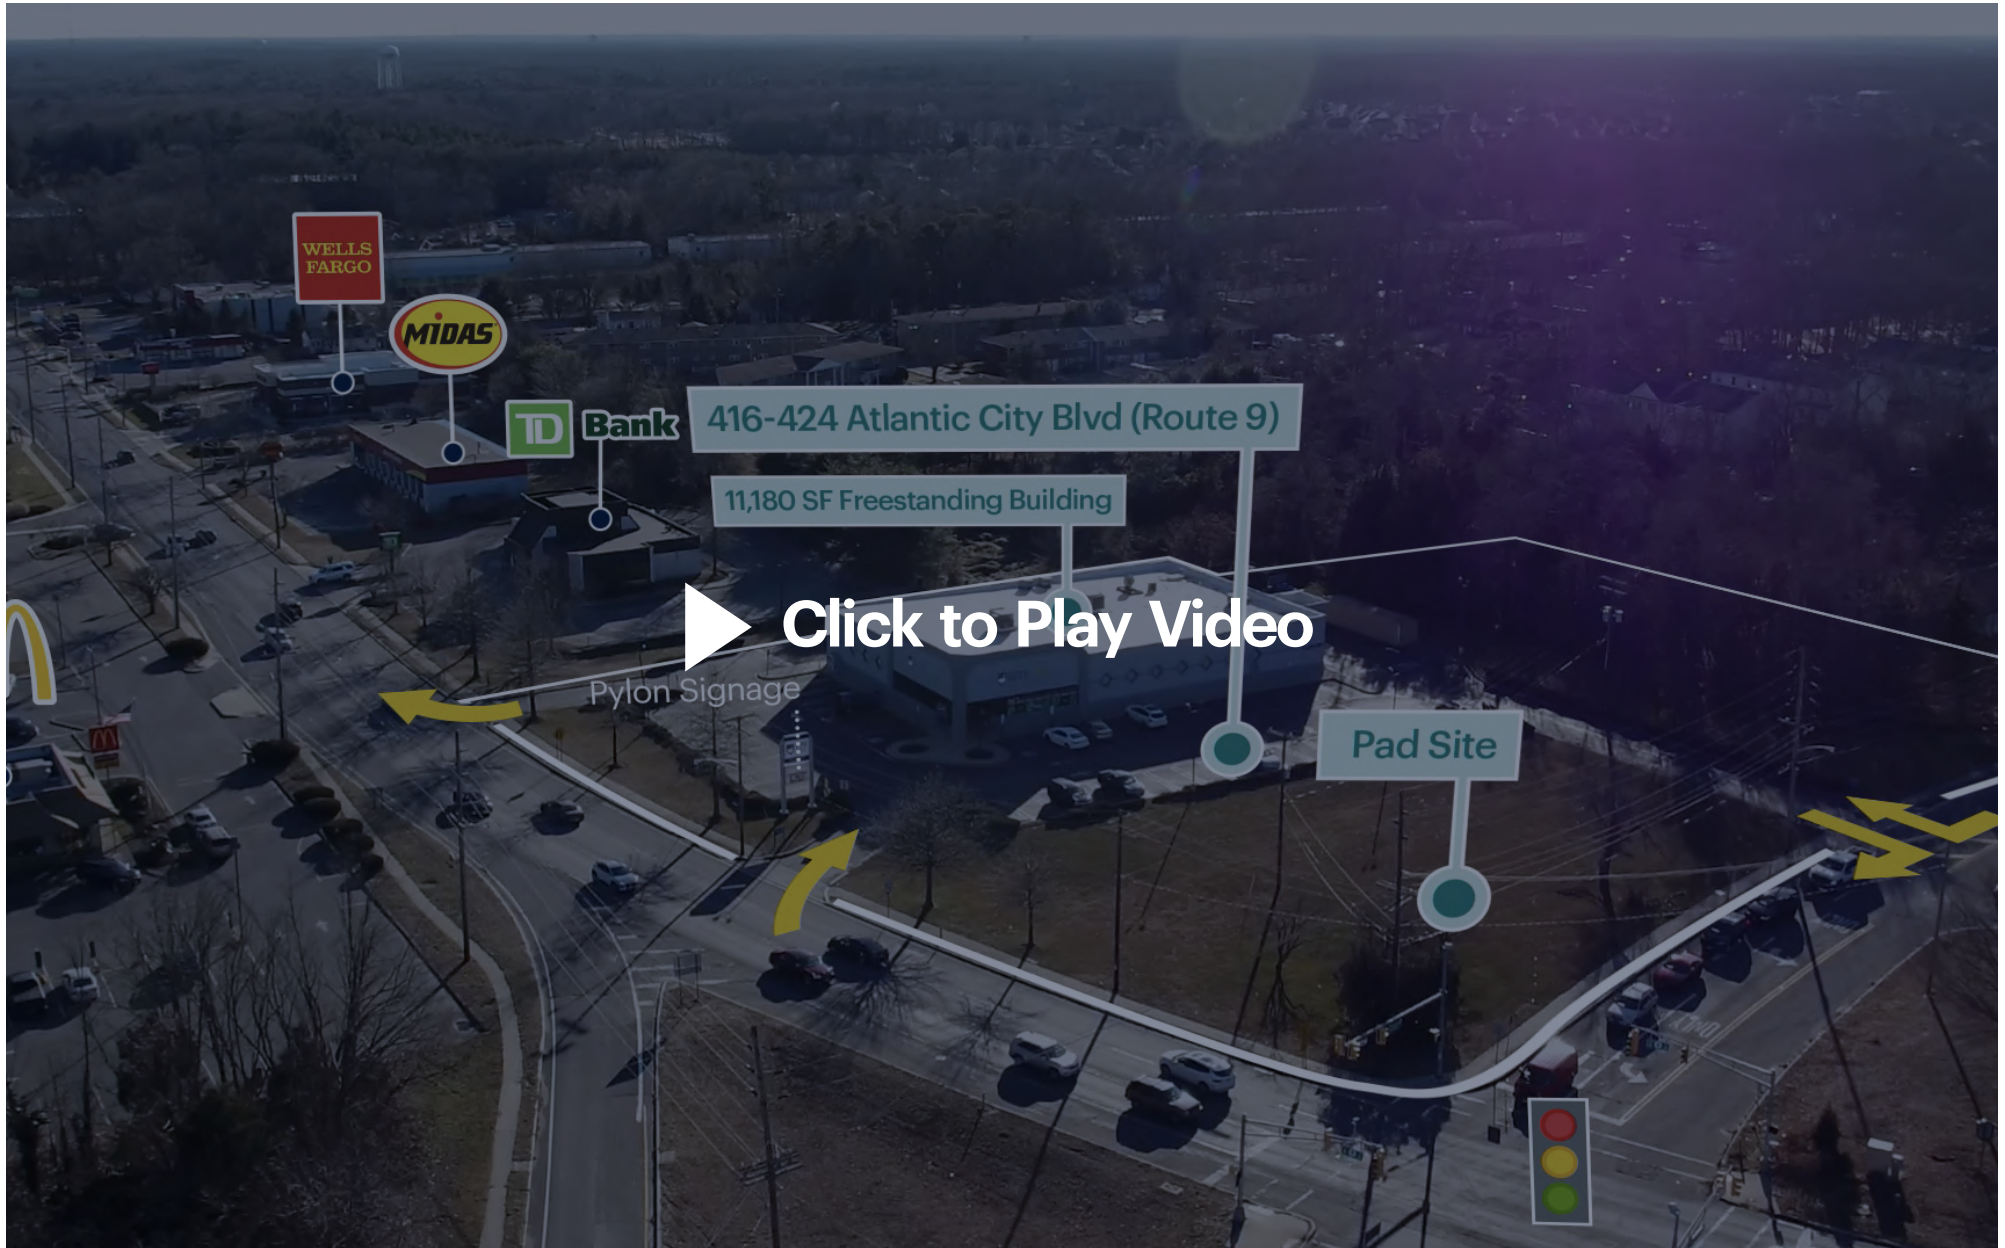 WELLS
FARGO
MIDAS
TD Bank
416-424 Atlantic City Blvd (Route 9)
11,180 SF Freestanding Building
Click to Play Video
Pylon Signage
Pad Site